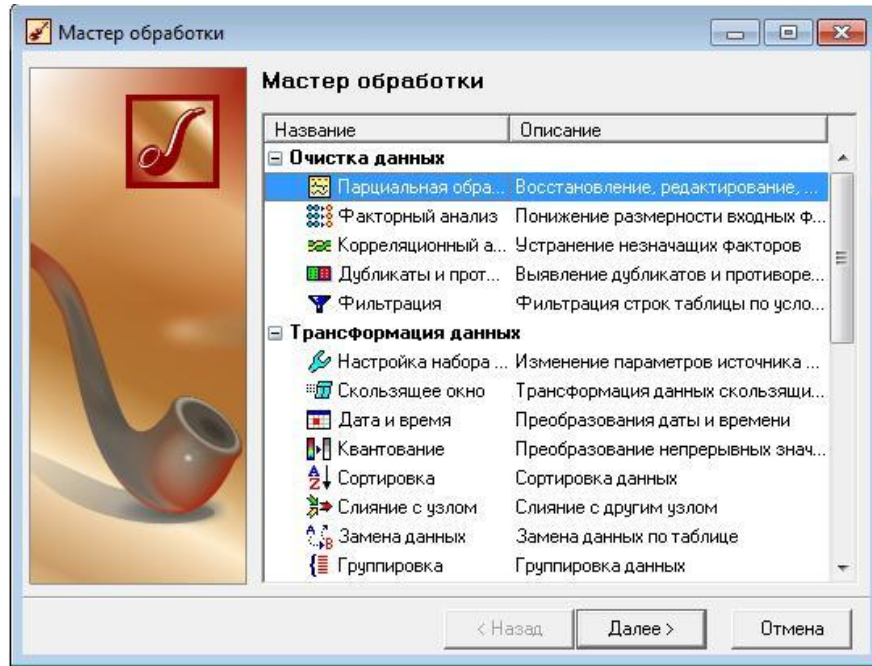 Мастер обработки
Мастер обработки
Название Описание
Очистка данных
Парциальная обра... Восстановление, редактирование, ...
Факторный анализ Понижение размерности входных ф...
Корреляционный а... Устранение незначащих факторов
Дубликаты и прот... Выявление дубликатов и противоре...
Фильтрация Фильтрация строк таблицы по усло...
Трансформация данных
Настройка набора ... Изменение параметров источника ...
Скользящее окно Трансформация данных скользящи...
Дата и время Преобразования даты и времени
Квантование Преобразование непрерывных знач...
Сортировка Сортировка данных
Слияние с узлом Слияние с другим узлом
Замена данных Замена данных по таблице
Группировка Группировка данных
< Назад Далее > Отмена